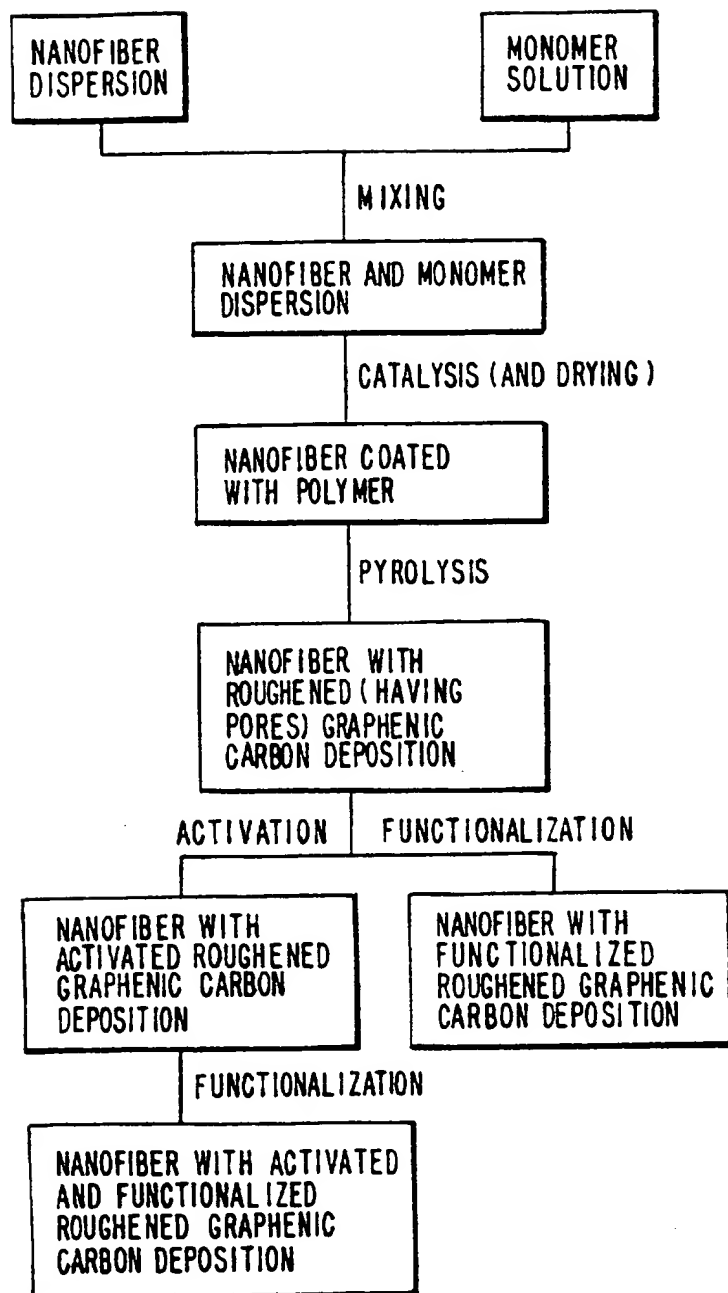 NANOFIBER
DISPERSION
MONOMER
SOLUTION
MIXING
NANOFIBER AND MONOMER
DISPERSION
CATALYSIS (AND DRYING)
NANOFIBER COATED
WITH POLYMER
PYROLYSIS
NANOFIBER WITH
ROUGHENED (HAVING
PORES) GRAPHENIC
CARBON DEPOSITION
ACTIVATION
FUNCTIONALIZATION
NANOFIBER WITH
ACTIVATED ROUGHENED
GRAPHENIC CARBON
DEPOSITION
NANOFIBER WITH
FUNCTIONALIZED
ROUGHENED GRAPHENIC
CARBON DEPOSITION
FUNCTIONALIZATION
NANOFIBER WITH ACTIVATED
AND FUNCTIONALIZED
ROUGHENED GRAPHENIC
CARBON DEPOSITION